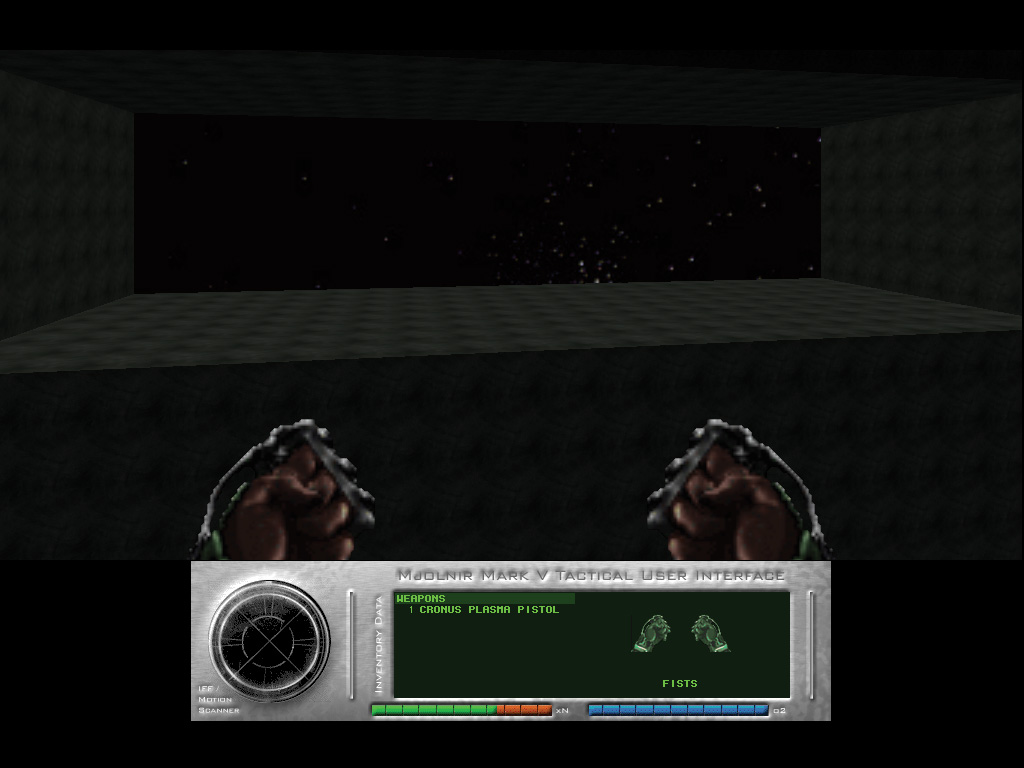 Mjolnir Mark V Tactical User Interface
Inventory Data
WEAPONS
1 CRONUS PLASMA PISTOL
FISTS
IFF /
Motion
Scanner
xN
o2